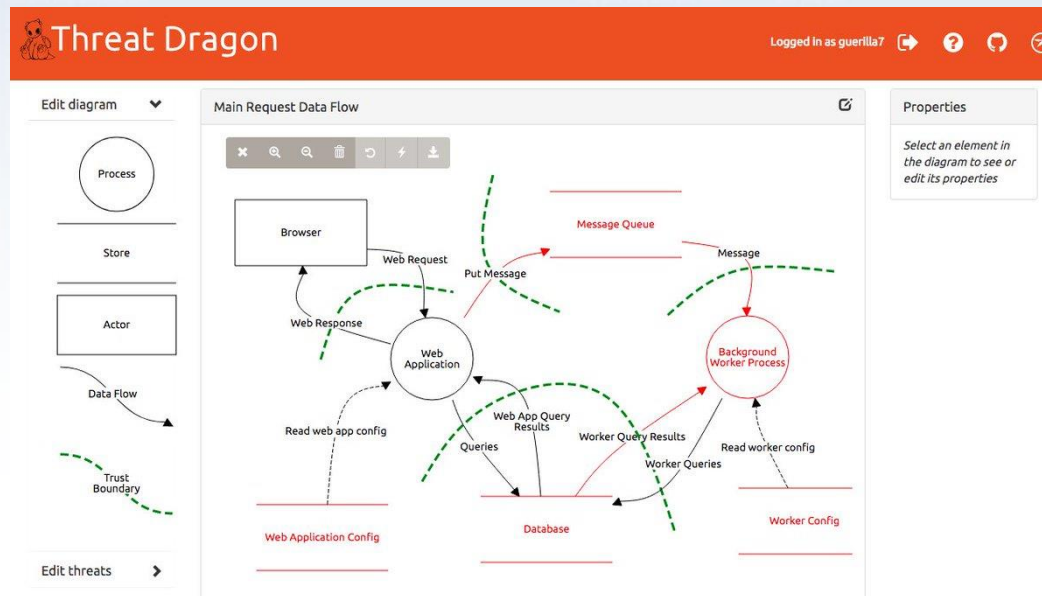 Threat Dragon
Logged in as guerilla7
Edit diagram
Process
Store
Actor
Data Flow
Trust
Boundary
Edit threats
Main Request Data Flow
Browser
Web Request
Web Response
Put Message
Message Queue
Message
Web
Application
Background
Worker Process
Read web app config
Queries
Web App Query
Results
Worker Query Results
Worker Queries
Read worker config
Web Application Config
Database
Worker Config
Properties
Select an element in
the diagram to see or
edit its properties